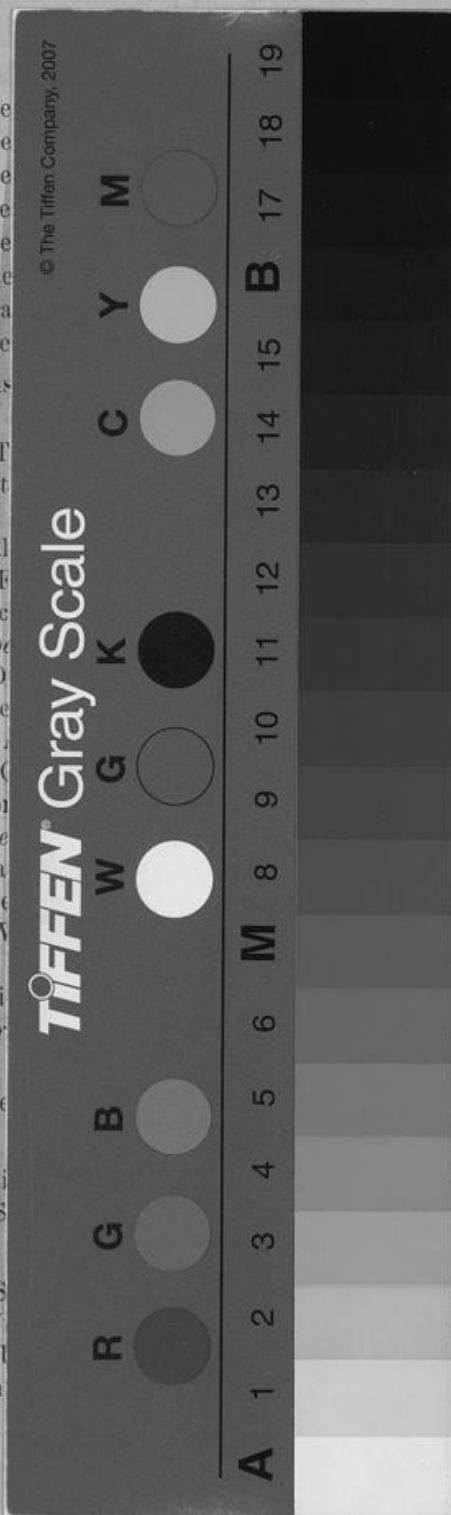 © The Tiffen Company, 2007
TIFFEN® Gray Scale
R G B W G K C Y M
A 1 2 3 4 5 6 M 8 9 10 11 12 13 14 15 B 17 18 19